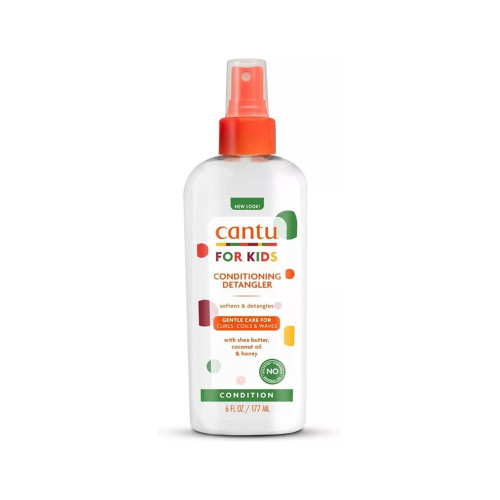 NEW LOOK!
cantu
FOR KIDS
CONDITIONING
DETANGLER
softens & detangles
GENTLE CARE FOR
CURLS, COILS & WAVES
with shea butter,
coconut oil
& honey
NO
CONDITION
6 FL OZ / 177 ML